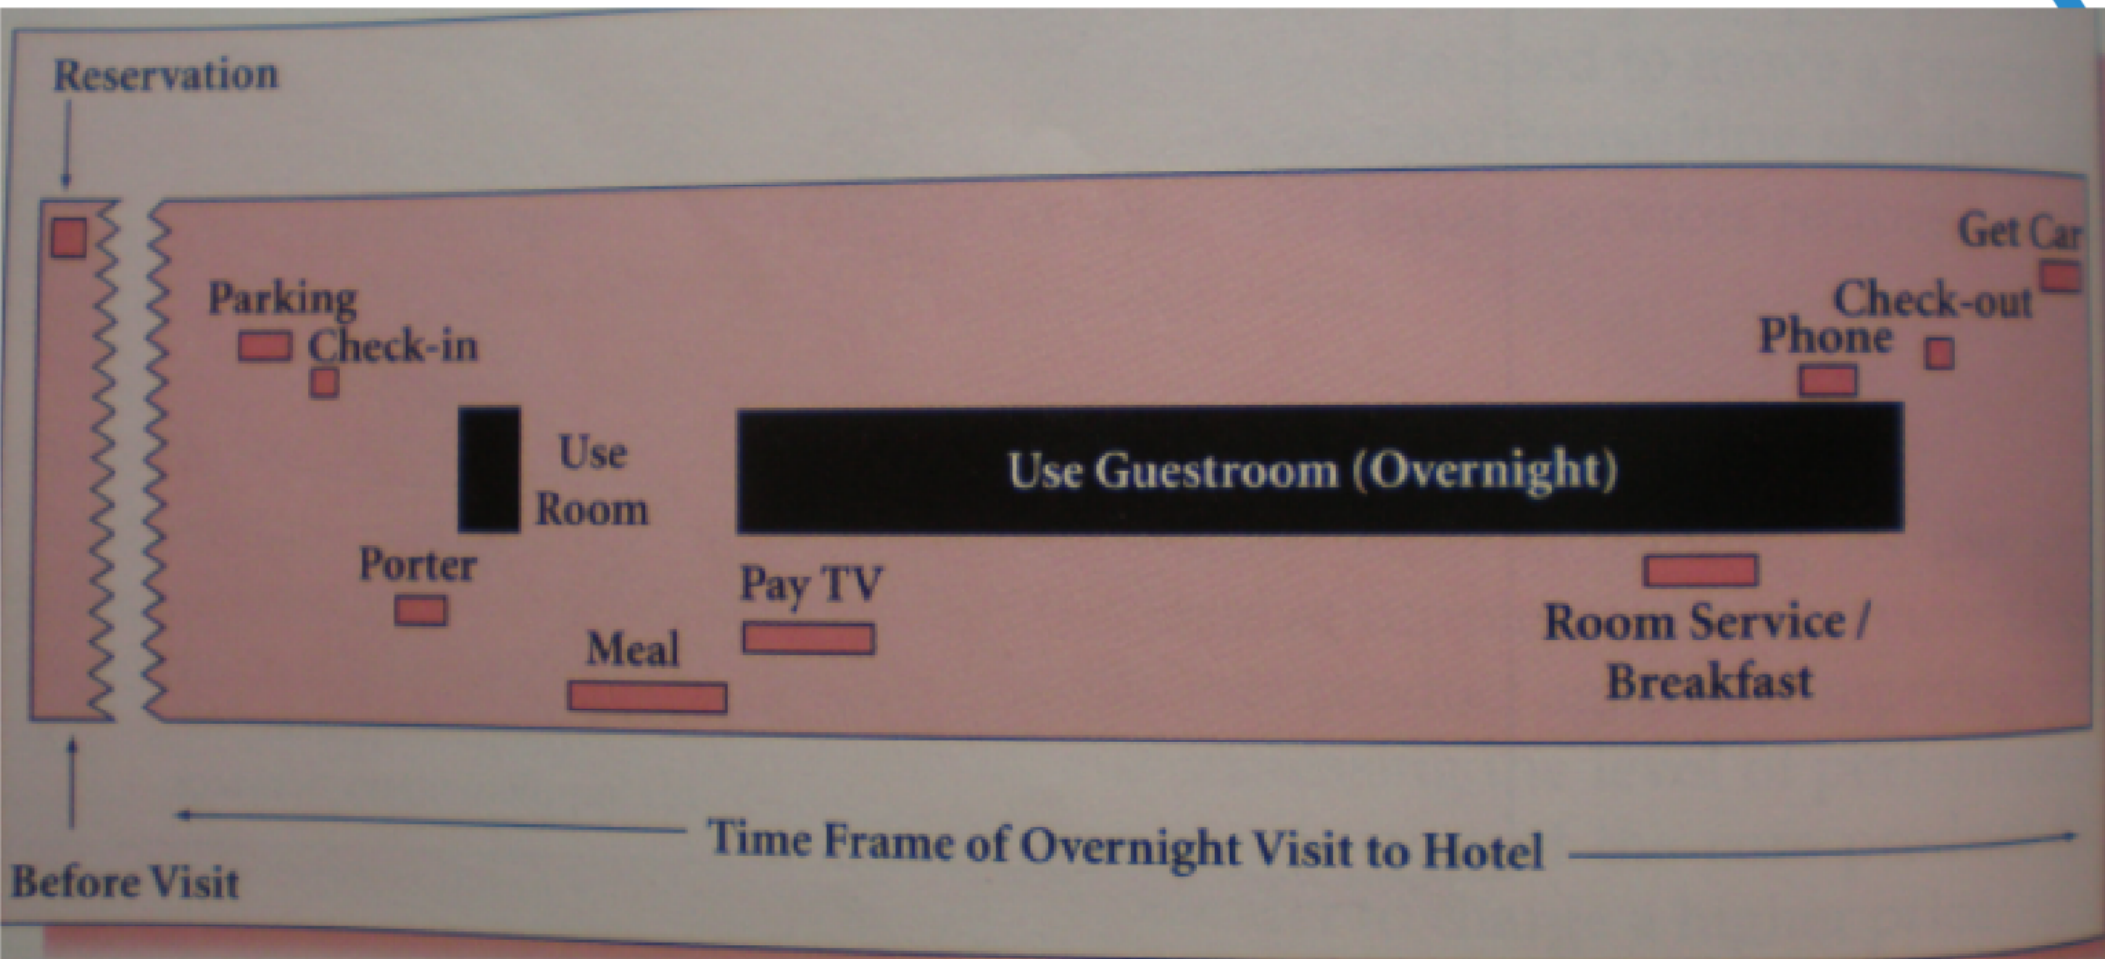 Reservation
Get Car
Parking
Check-out
Check-in
Phone
Use
Room
Use Guestroom (Overnight)
Porter
Pay TV
Meal
Room Service /
Breakfast
Time Frame of Overnight Visit to Hotel
Before Visit